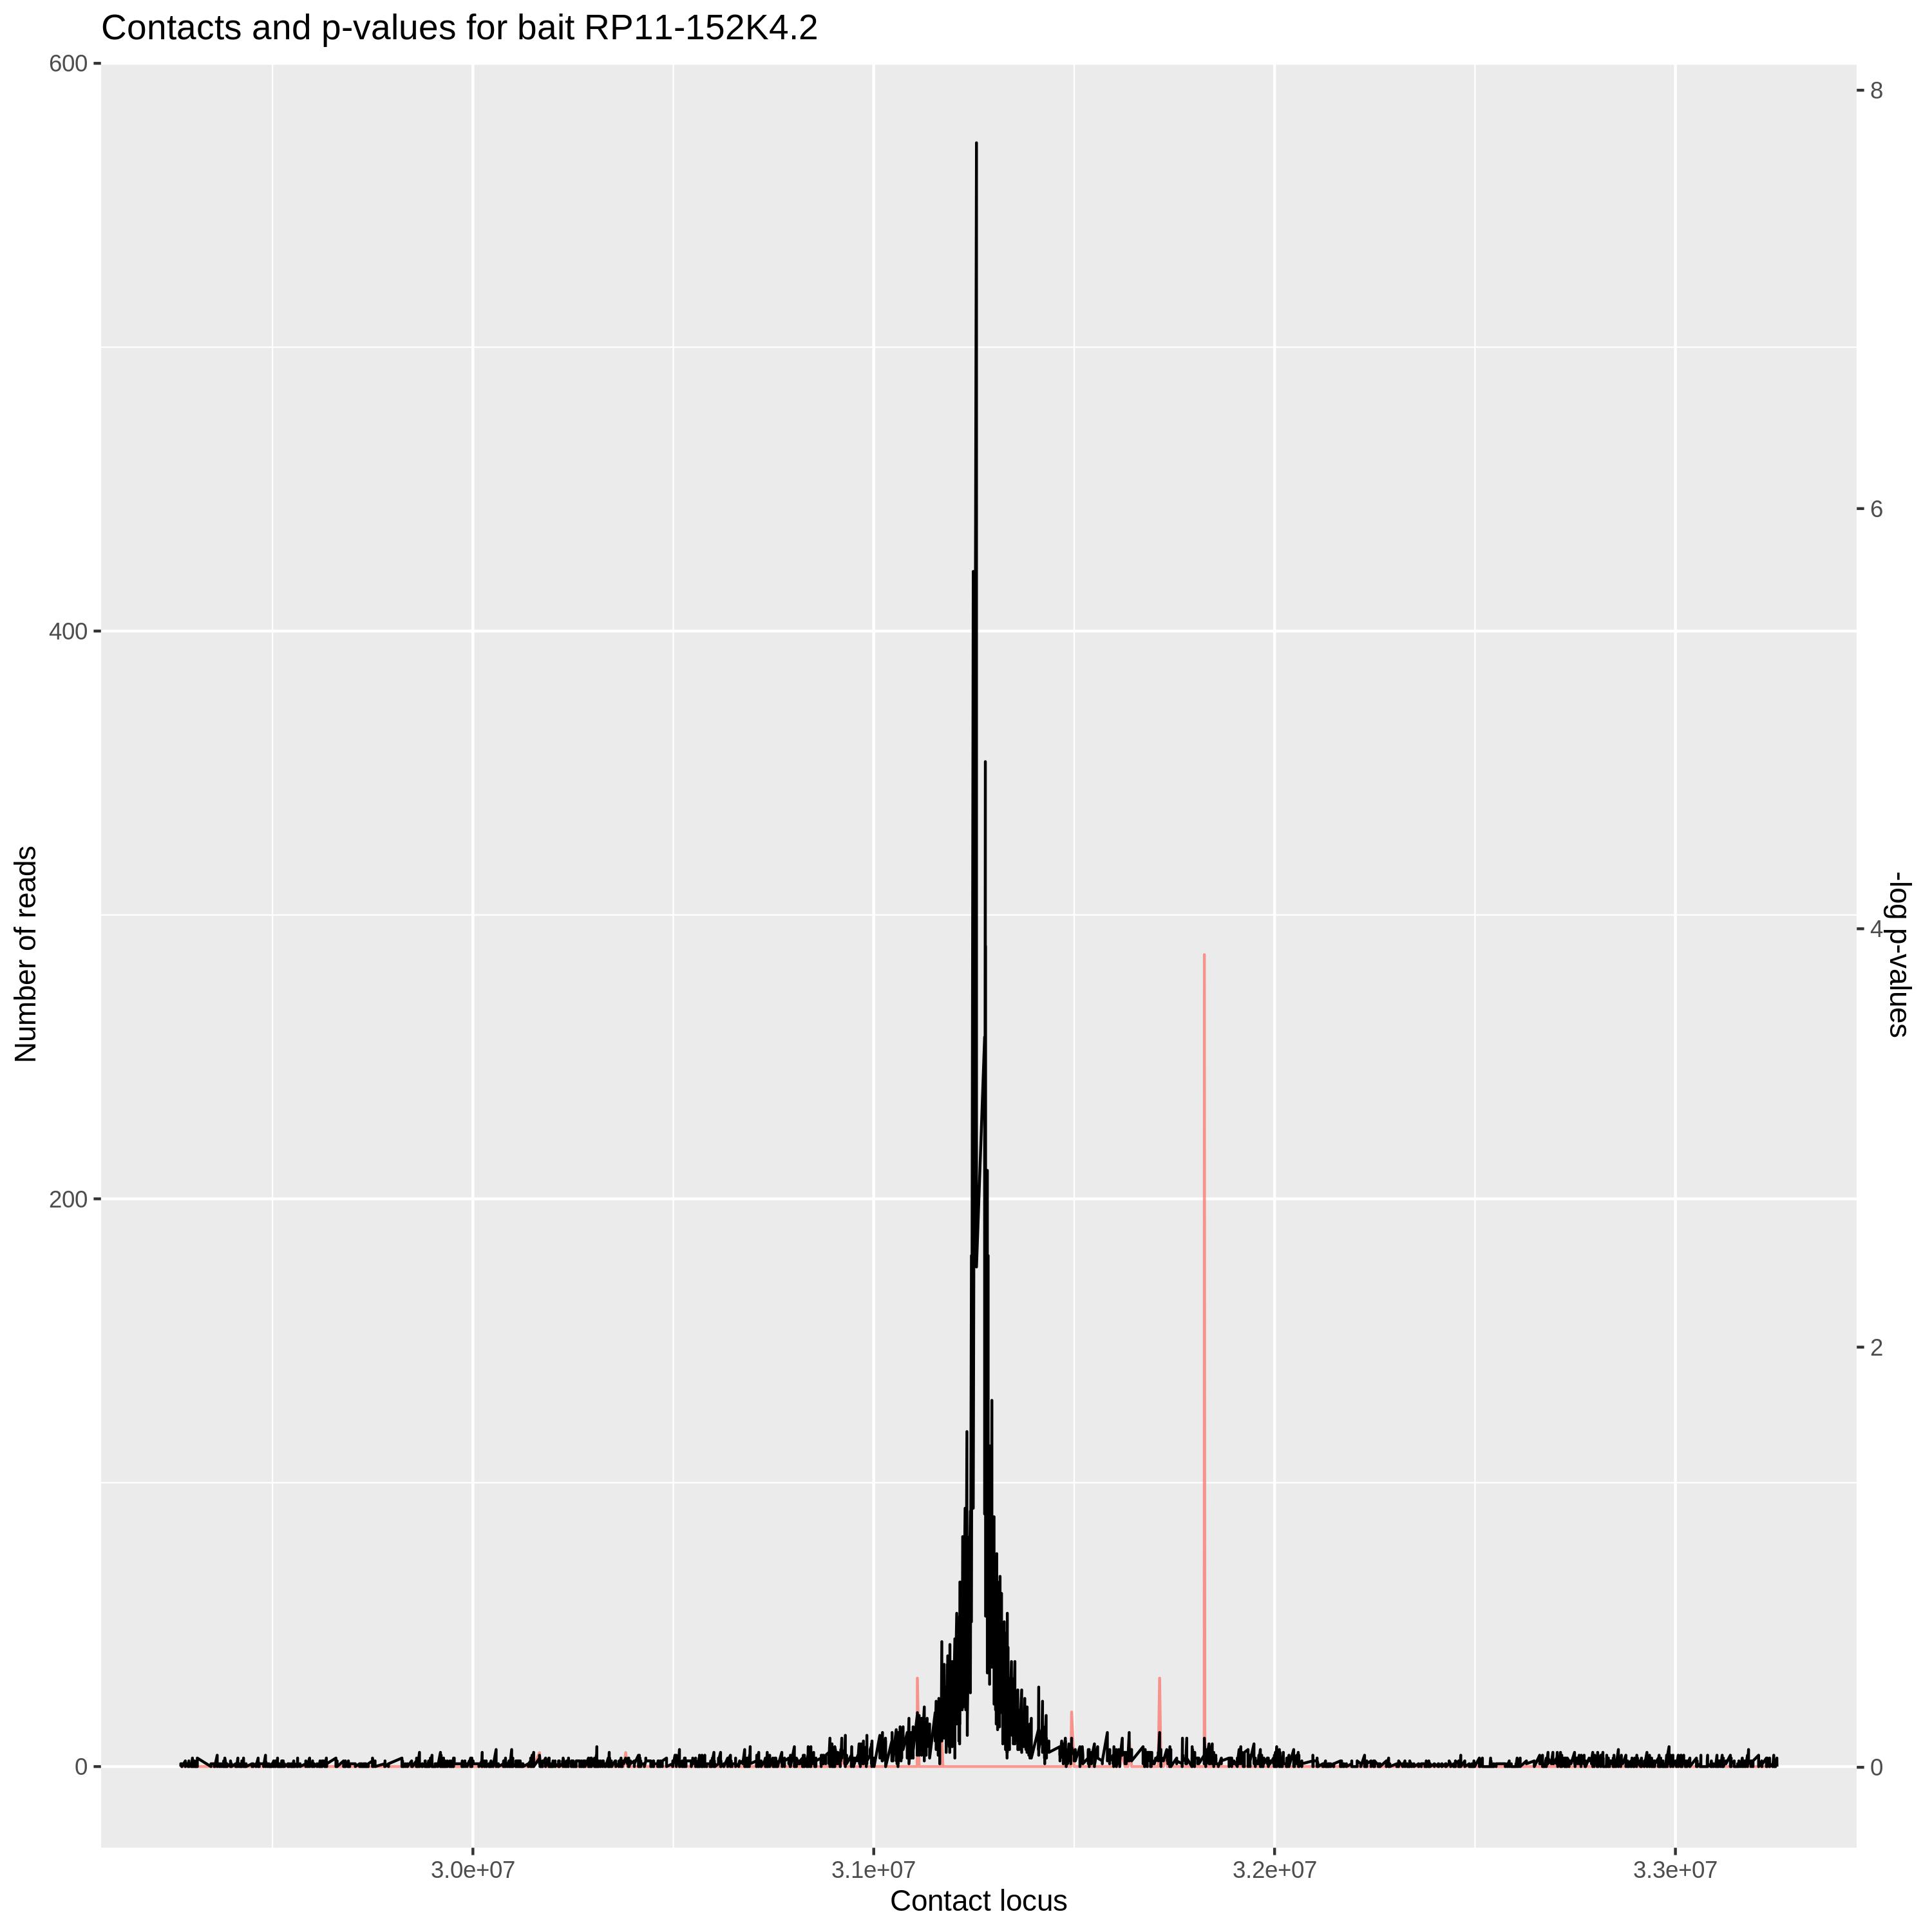 Contacts and p-values for bait RP11-152K4.2
600
400
200
0
Number of reads
8
6
4
2
0
-log p-values
3.0e+07
3.1e+07
3.2e+07
3.3e+07
Contact locus